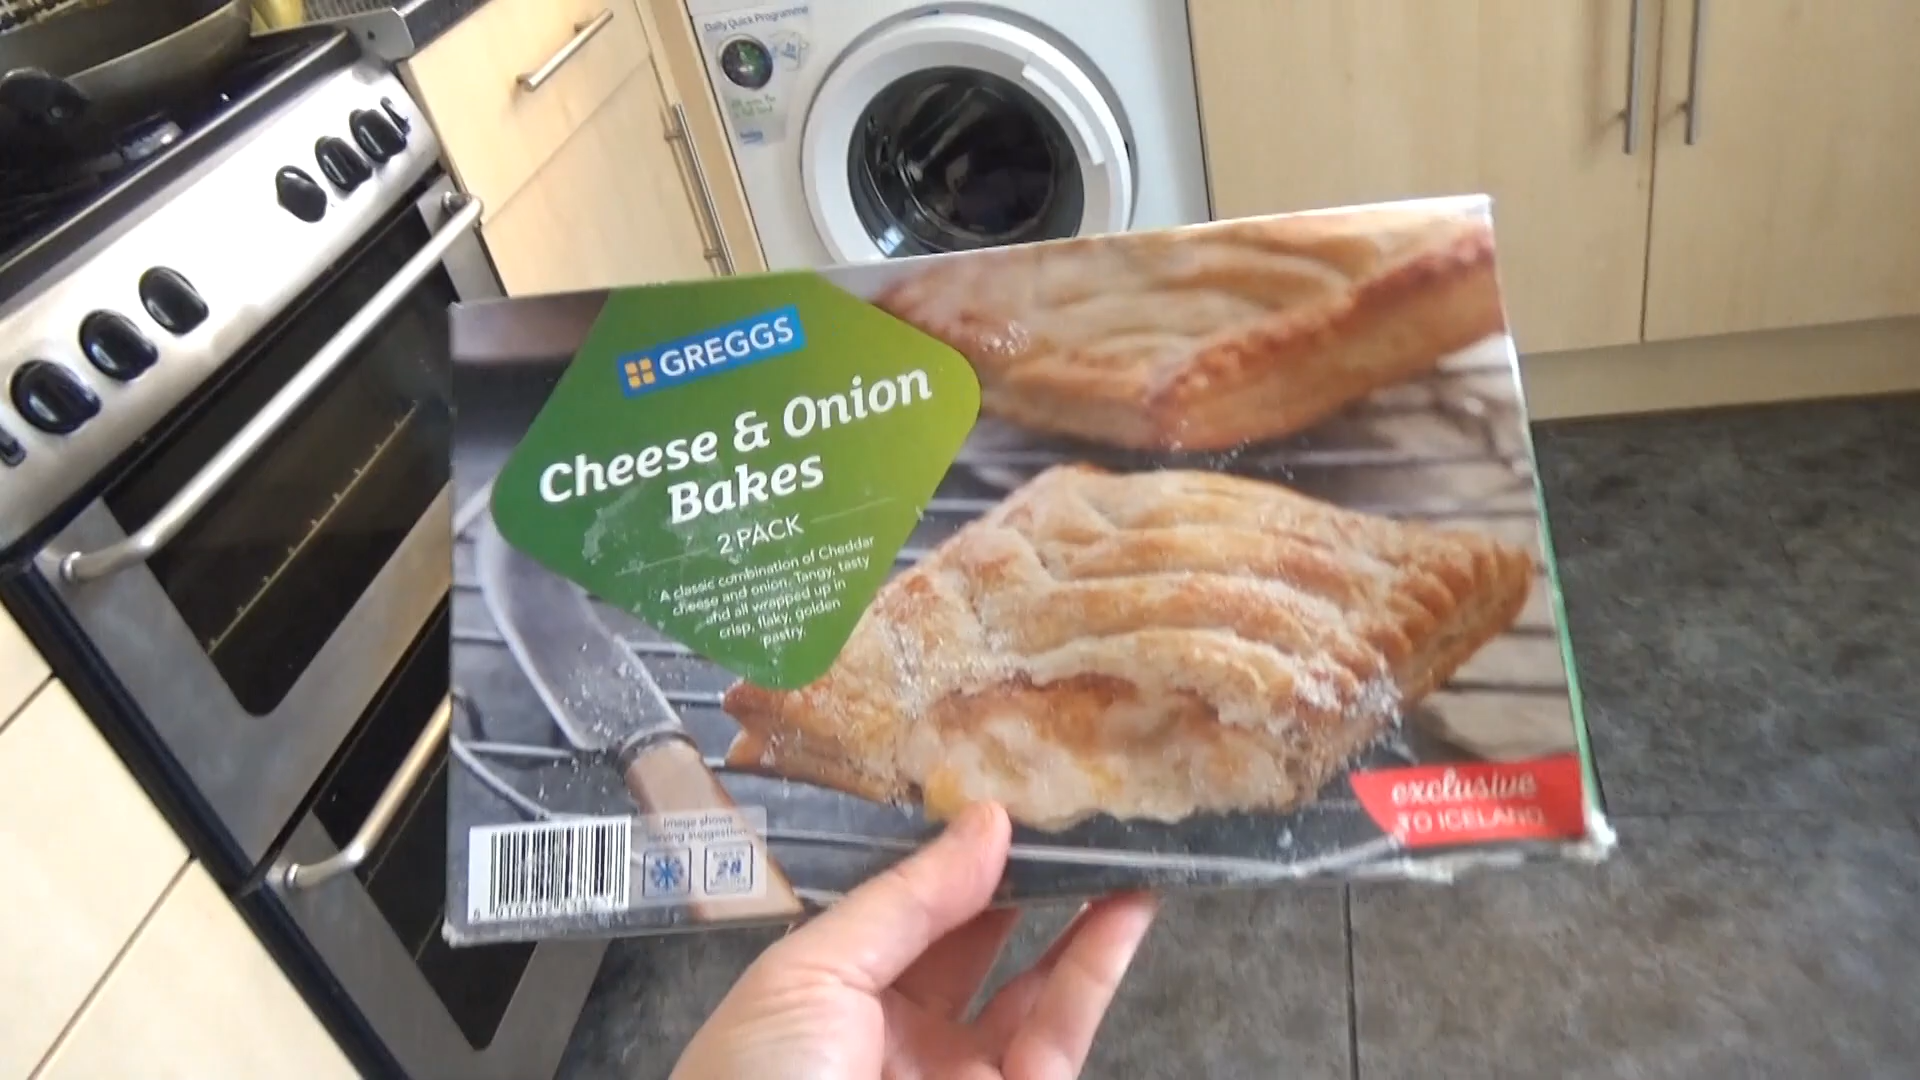 Daily Quick Programme
GREGGS
Cheese & Onion
Bakes
2 PACK
A classic combination of Cheddar
cheese and onion. Tangy, tasty
and all wrapped up in
crisp, flaky, golden
pastry.
Image shows
serving suggestion
exclusive
TO ICELAND